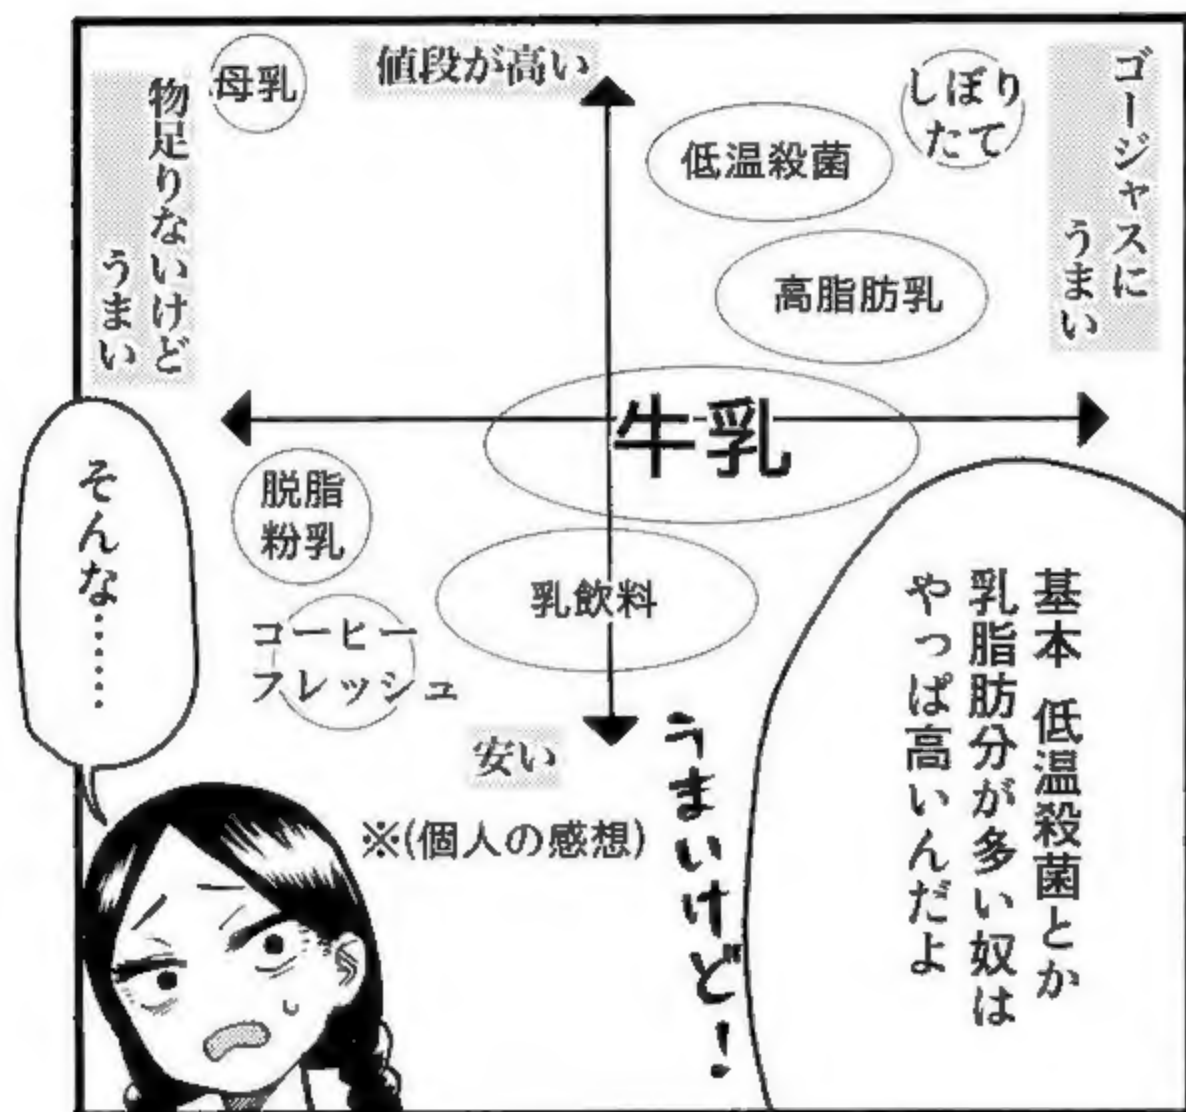 ゴージャスに
うまい
しぼり
たて
値段が高い
低温殺菌
高脂肪乳
母乳
物足りないけど
うまい
牛乳
脱脂
粉乳
乳飲料
コーヒー
フレッシュ
安い
※(個人の感想)
基本 低温殺菌とか
乳脂肪分が多い奴は
やっぱ高いんだよ
うまいけど!
そんな……